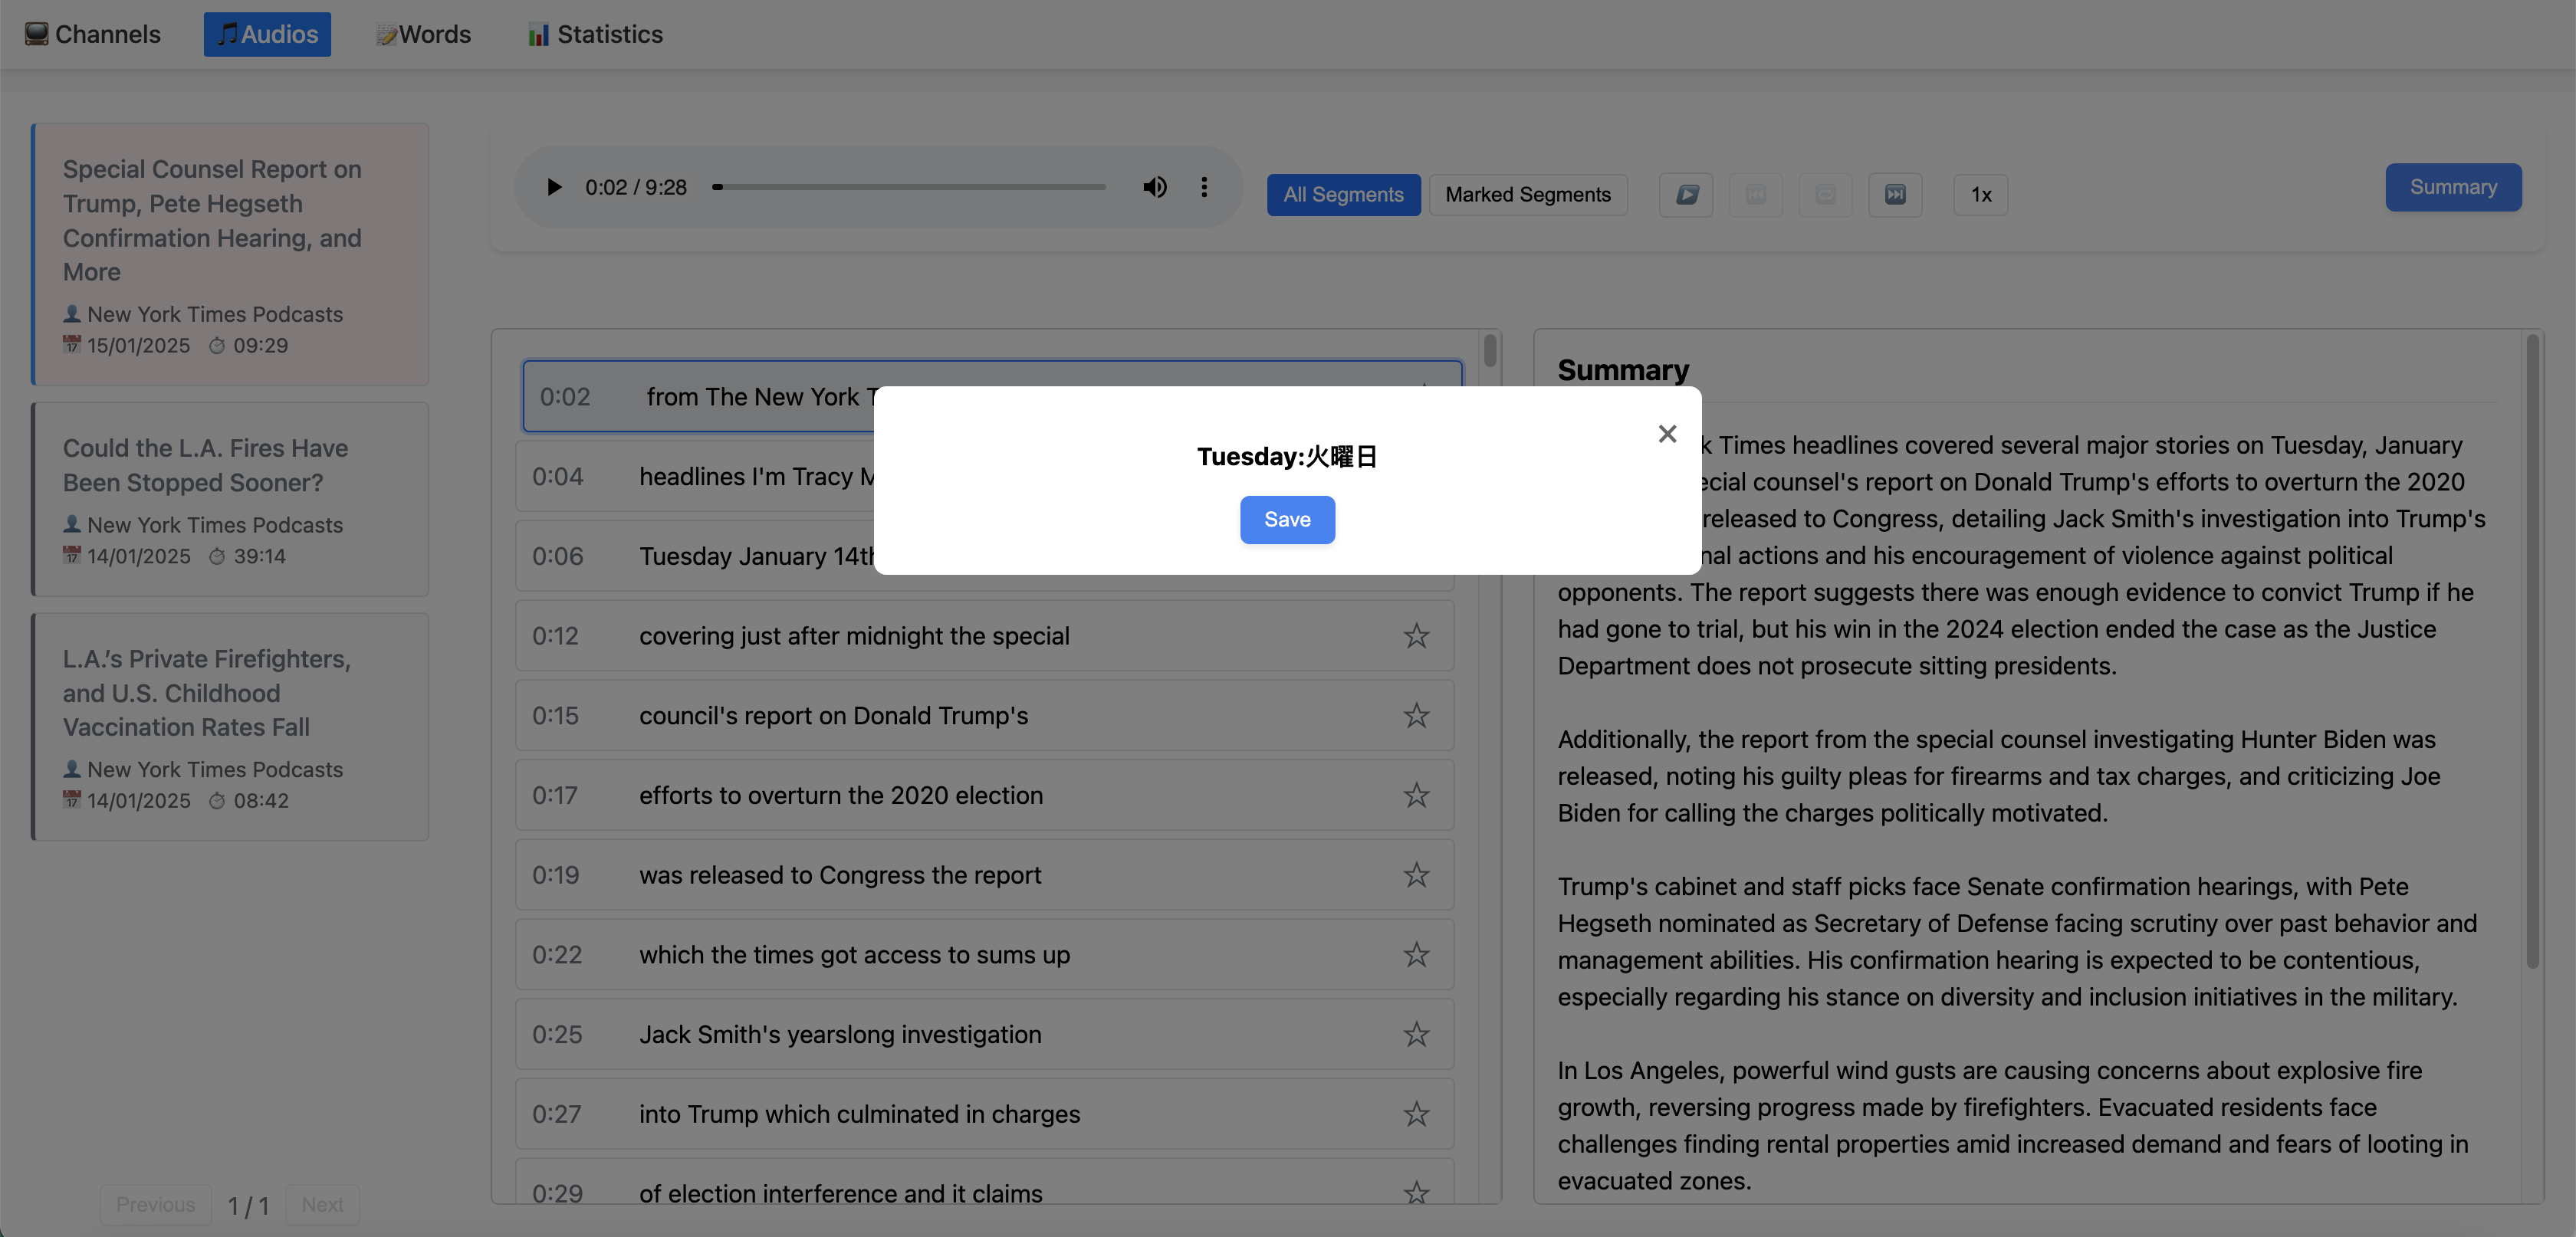 Channels
Audios
Words
Statistics
Special Counsel Report on
Trump, Pete Hegseth
Confirmation Hearing, and
More
New York Times Podcasts
15/01/2025 09:29
Could the L.A. Fires Have
Been Stopped Sooner?
New York Times Podcasts
14/01/2025 39:14
L.A.’s Private Firefighters,
and U.S. Childhood
Vaccination Rates Fall
New York Times Podcasts
14/01/2025 08:42
Previous 1 / 1 Next
0:02 / 9:28
All Segments
Marked Segments
1x
Summary
0:02 from The New York
0:04 headlines I'm Tracy
0:06 Tuesday January 14th
0:12 covering just after midnight the special
0:15 council's report on Donald Trump's
0:17 efforts to overturn the 2020 election
0:19 was released to Congress the report
0:22 which the times got access to sums up
0:25 Jack Smith's yearslong investigation
0:27 into Trump which culminated in charges
0:29 of election interference and it claims
Tuesday:火曜日
Save
Summary
Times headlines covered several major stories on Tuesday, January
counsel's report on Donald Trump's efforts to overturn the 2020
released to Congress, detailing Jack Smith's investigation into Trump's
actions and his encouragement of violence against political
opponents. The report suggests there was enough evidence to convict Trump if he
had gone to trial, but his win in the 2024 election ended the case as the Justice
Department does not prosecute sitting presidents.
Additionally, the report from the special counsel investigating Hunter Biden was
released, noting his guilty pleas for firearms and tax charges, and criticizing Joe
Biden for calling the charges politically motivated.
Trump's cabinet and staff picks face Senate confirmation hearings, with Pete
Hegseth nominated as Secretary of Defense facing scrutiny over past behavior and
management abilities. His confirmation hearing is expected to be contentious,
especially regarding his stance on diversity and inclusion initiatives in the military.
In Los Angeles, powerful wind gusts are causing concerns about explosive fire
growth, reversing progress made by firefighters. Evacuated residents face
challenges finding rental properties amid increased demand and fears of looting in
evacuated zones.